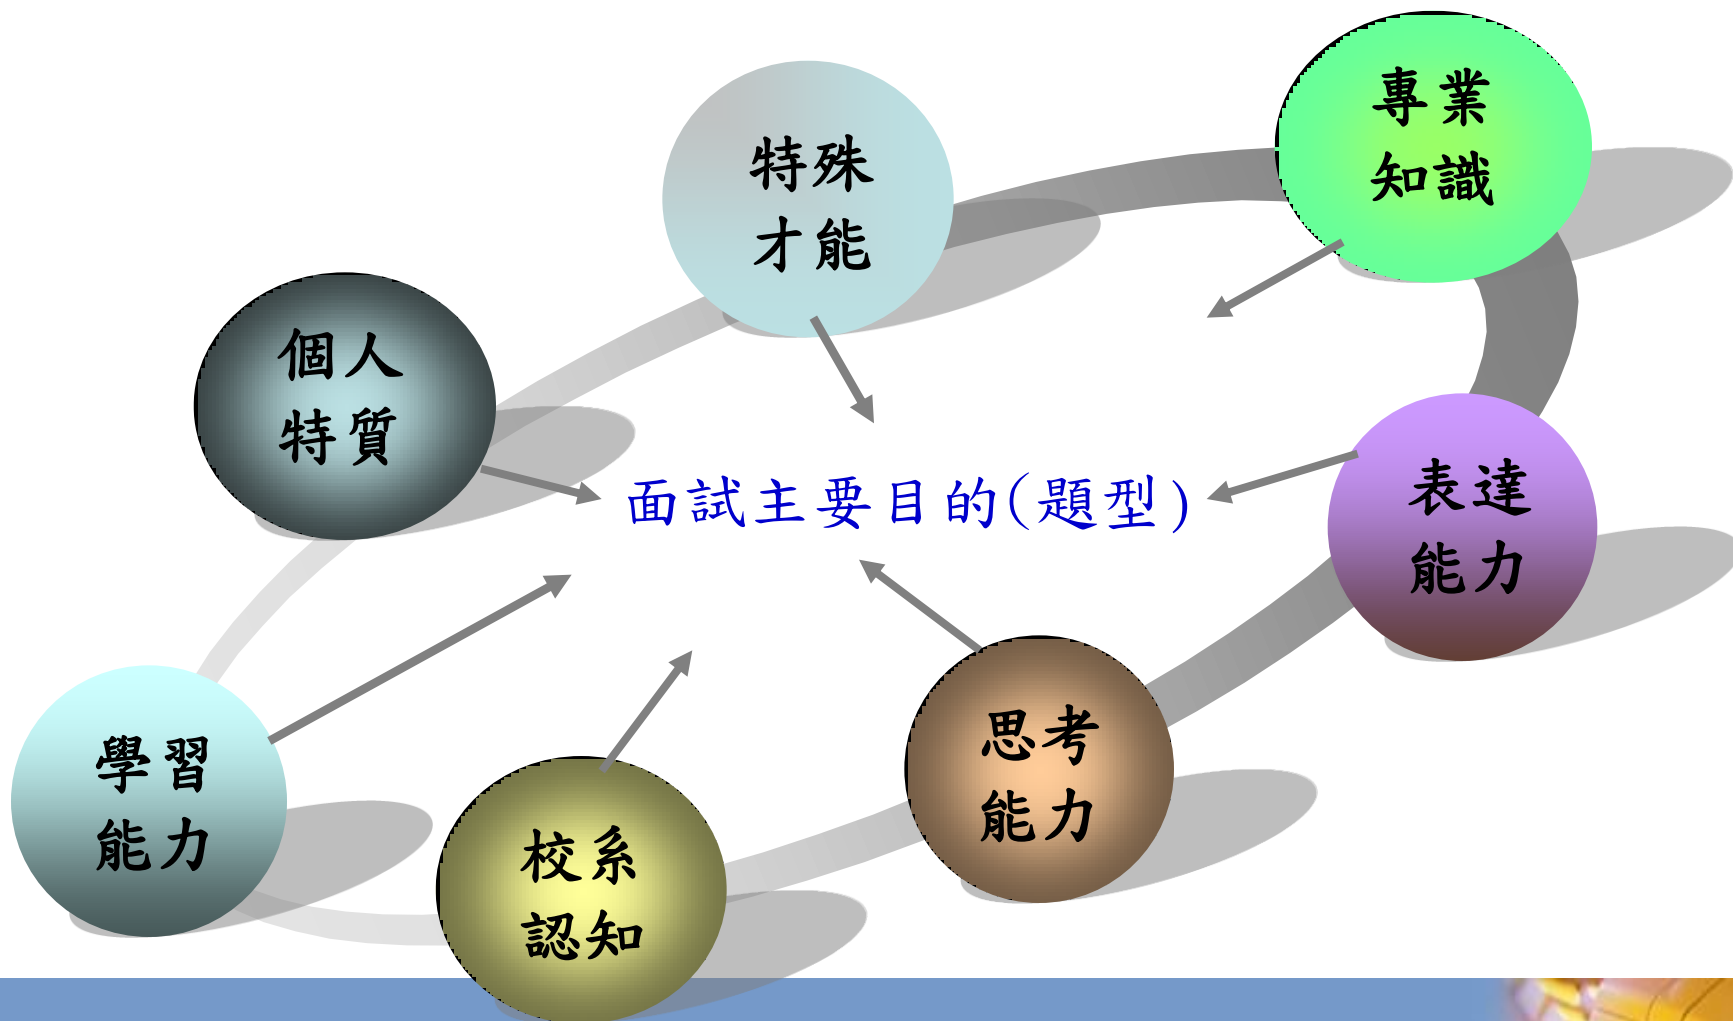 專業
知識
特殊
才能
個人
特質
面試主要目的(題型)
表達
能力
思考
能力
學習
能力
校系
認知